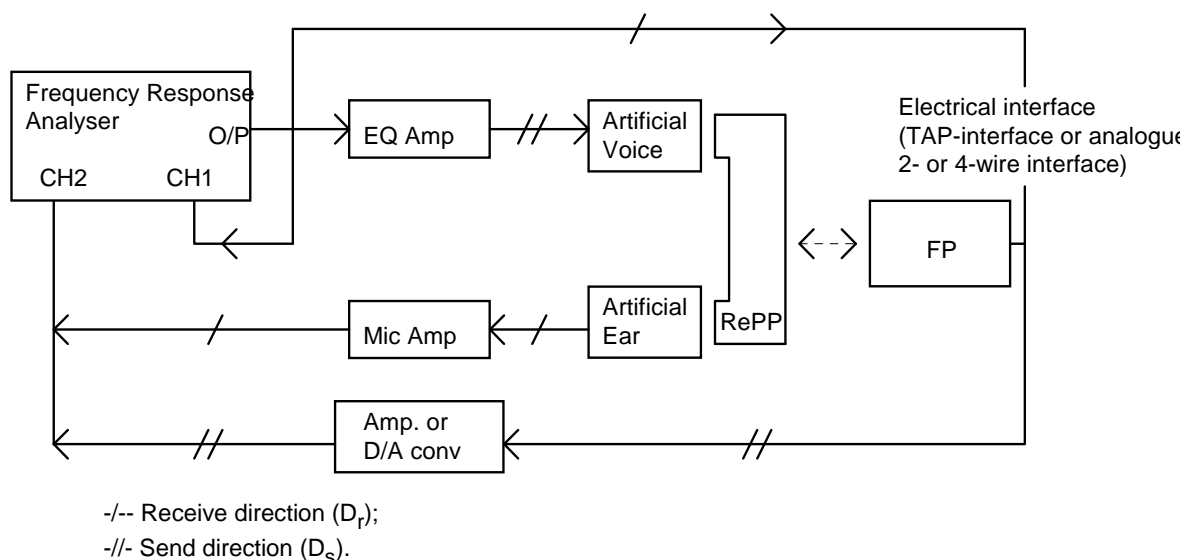 Frequency Response
Analyser
O/P
CH2
CH1
EQ Amp
Artificial
Voice
Electrical interface
(TAP-interface or analogue
2- or 4-wire interface)
FP
Mic Amp
Artificial
Ear
RePP
Amp. or
D/A conv
-/-- Receive direction (Dr);
-//- Send direction (Ds).